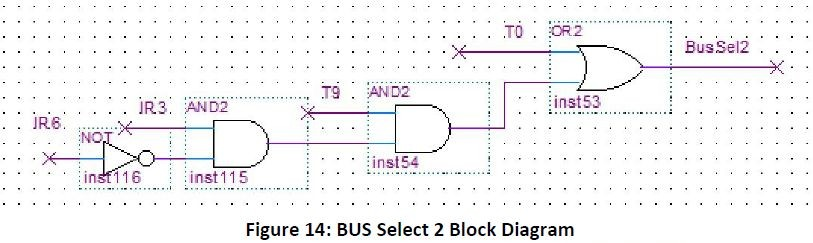 T0 OR2
BusSel2
inst53
T9 AND2
inst54
IR3 AND2
inst115
IR6 NOT
inst116
Figure 14: BUS Select 2 Block Diagram